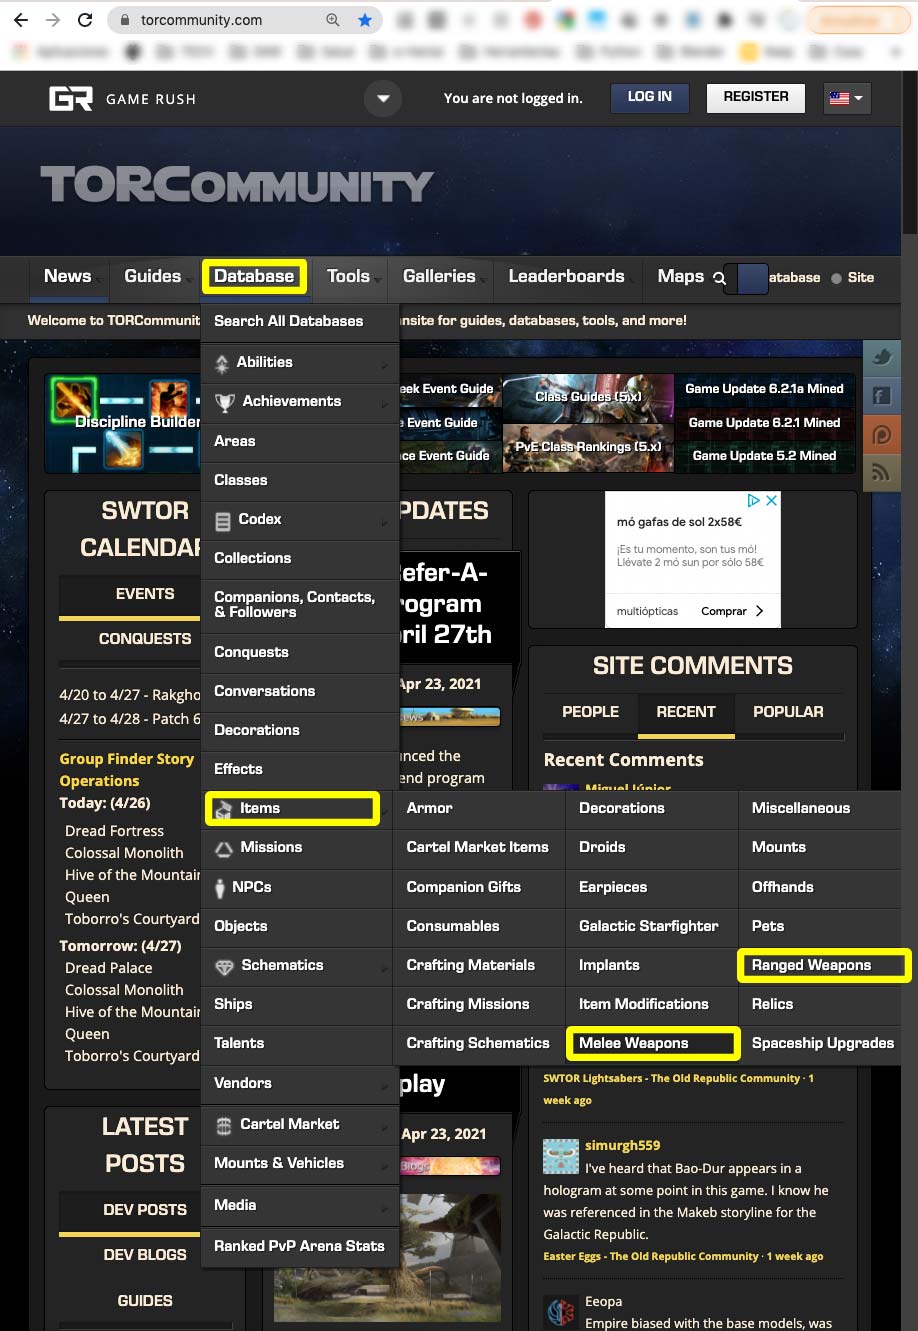 torcommunity.com
GR GAME RUSH
You are not logged in.
LOG IN
REGISTER
TORCOMMUNITY
News
Guides
Database
Tools
Galleries
Leaderboards
Maps
atabase
Site
Welcome to TORCommunit
nsite for guides, databases, tools, and more!
Search All Databases
Abilities
Achievements
Areas
Classes
Codex
Collections
Companions, Contacts,
& Followers
Conquests
Conversations
Decorations
Effects
Items
Missions
NPCs
Objects
Schematics
Ships
Talents
Vendors
Cartel Market
Mounts & Vehicles
Media
Ranked PvP Arena Stats
Armor
Cartel Market Items
Companion Gifts
Consumables
Crafting Materials
Crafting Missions
Crafting Schematics
Decorations
Droids
Earpieces
Galactic Starfighter
Implants
Item Modifications
Melee Weapons
Miscellaneous
Mounts
Offhands
Pets
Ranged Weapons
Relics
Spaceship Upgrades
Discipline Builder
eek Event Guide
e Event Guide
nce Event Guide
Class Guides (5.x)
PvE Class Rankings (5.x)
Game Update 6.2.1a Mined
Game Update 6.2.1 Mined
Game Update 5.2 Mined
SWTOR
CALENDAR
EVENTS
CONQUESTS
4/20 to 4/27 - Rakgho
4/27 to 4/28 - Patch 6
Group Finder Story
Operations
Today: (4/26)
Dread Fortress
Colossal Monolith
Hive of the Mountain
Queen
Toborro's Courtyard
Tomorrow: (4/27)
Dread Palace
Colossal Monolith
Hive of the Mountain
Queen
Toborro's Courtyard
LATEST
POSTS
DEV POSTS
DEV BLOGS
GUIDES
PDATES
efer-A-
rogram
ril 27th
Apr 23, 2021
news
nced the
end program
play
Apr 23, 2021
Blogs
mó gafas de sol 2x58€
¡Es tu momento, son tus mó!
Llévate 2 mó sun por sólo 58€
multiópticas
Comprar
SITE COMMENTS
PEOPLE
RECENT
POPULAR
Recent Comments
Miguel Júnior
SWTOR Lightsabers - The Old Republic Community · 1
week ago
simurgh559
I've heard that Bao-Dur appears in a
hologram at some point in this game. I know he
was referenced in the Makeb storyline for the
Galactic Republic.
Easter Eggs - The Old Republic Community · 1 week ago
Eeopa
Empire biased with the base models, was